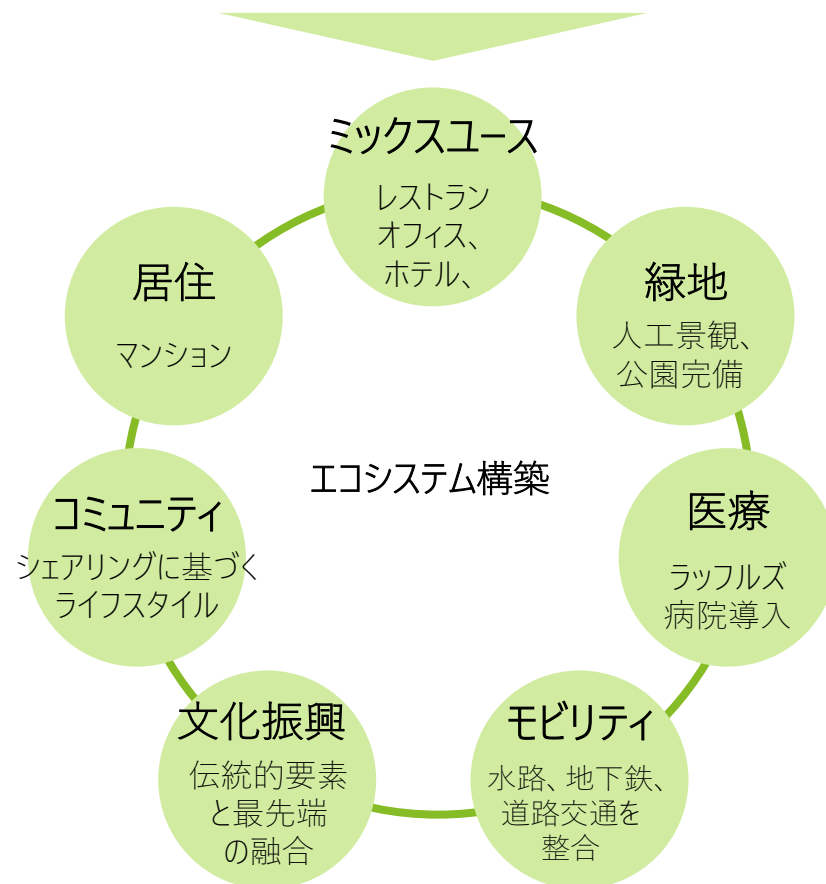 ミックスユース
レストラン
オフィス、
ホテル、
居住
マンション
緑地
人工景観、
公園完備
エコシステム構築
コミュニティ
シェアリングに基づく
ライフスタイル
医療
ラッフルズ
病院導入
文化振興
伝統的要素
と最先端
の融合
モビリティ
水路、地下鉄、
道路交通を
整合